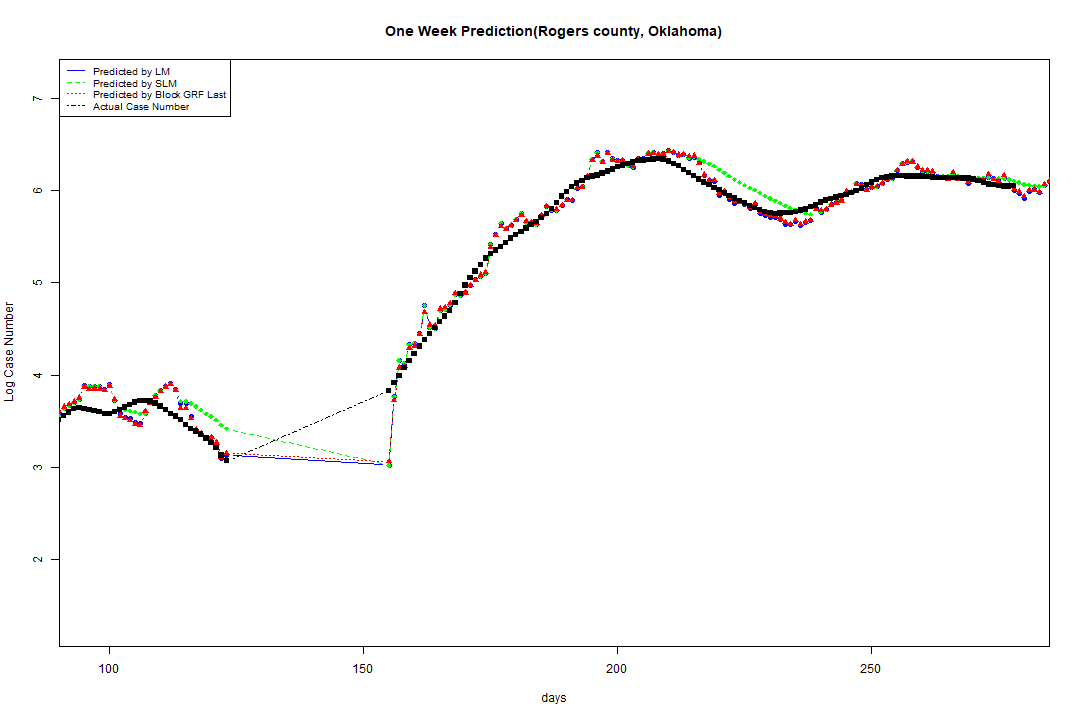 One Week Prediction(Rogers county, Oklahoma)
Predicted by LM
Predicted by SLM
Predicted by Block GRF Last
Actual Case Number
7
6
5
4
3
2
Log Case Number
100 150 200 250
days